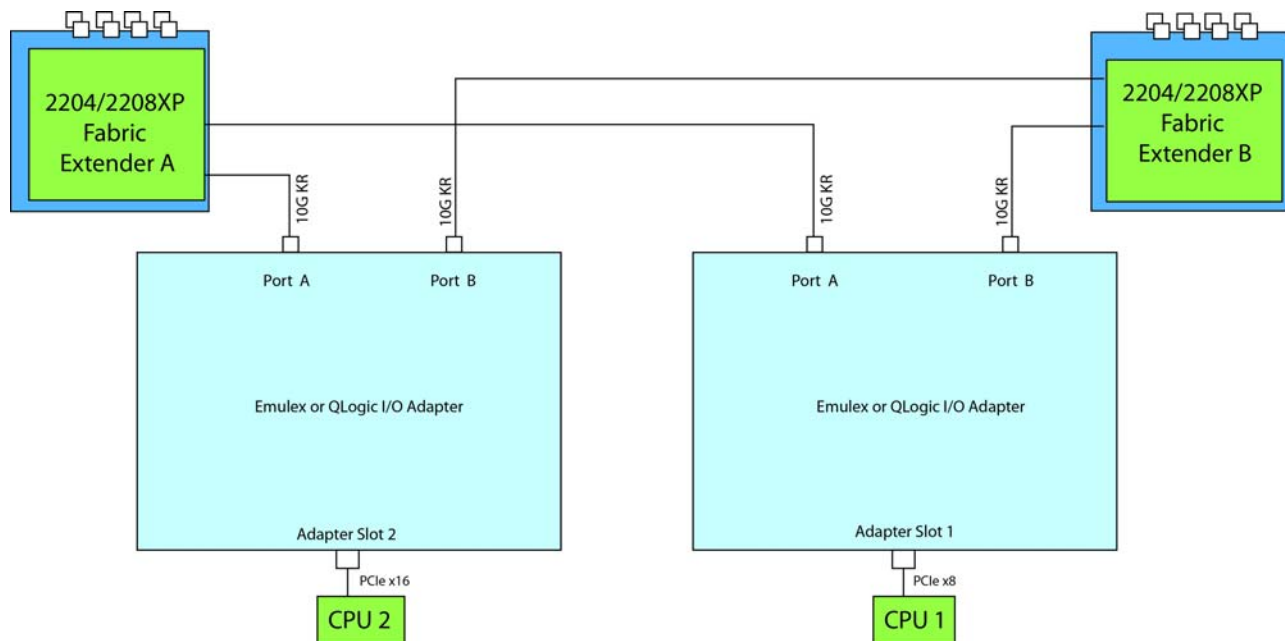 2204/2208XP
Fabric
Extender A
2204/2208XP
Fabric
Extender B
10G KR
10G KR
10G KR
10G KR
Port A
Port B
Port A
Port B
Emulex or QLogic I/O Adapter
Emulex or QLogic I/O Adapter
Adapter Slot 2
Adapter Slot 1
PCIe x16
PCIe x8
CPU 2
CPU 1